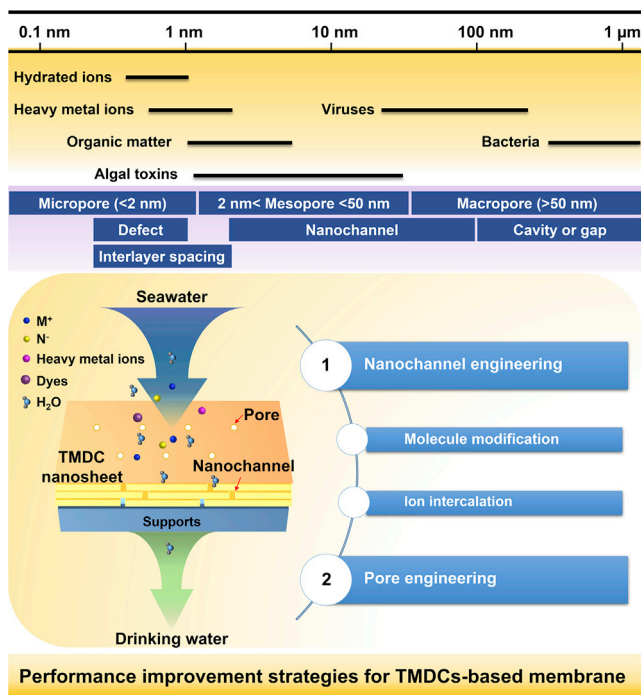 0.1 nm 1 nm 10 nm 100 nm 1 μm
Hydrated ions
Heavy metal ions Viruses
Organic matter Bacteria
Algal toxins
Micropore (<2 nm) 2 nm< Mesopore <50 nm Macropore (>50 nm)
Defect Nanochannel Cavity or gap
Interlayer spacing
Seawater
M⁺
N⁻
Heavy metal ions
Dyes
H₂O
Pore
TMDC
nanosheet
Nanochannel
Supports
Drinking water
1 Nanochannel engineering
Molecule modification
Ion intercalation
2 Pore engineering
Performance improvement strategies for TMDCs-based membrane